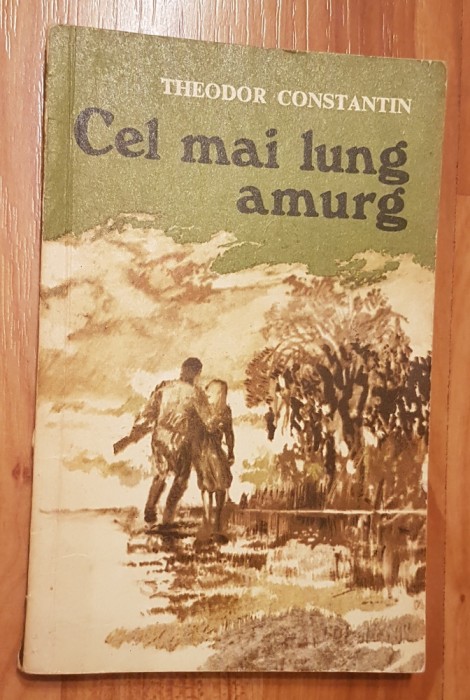 THEODOR CONSTANTIN
Cel mai lung
amurg